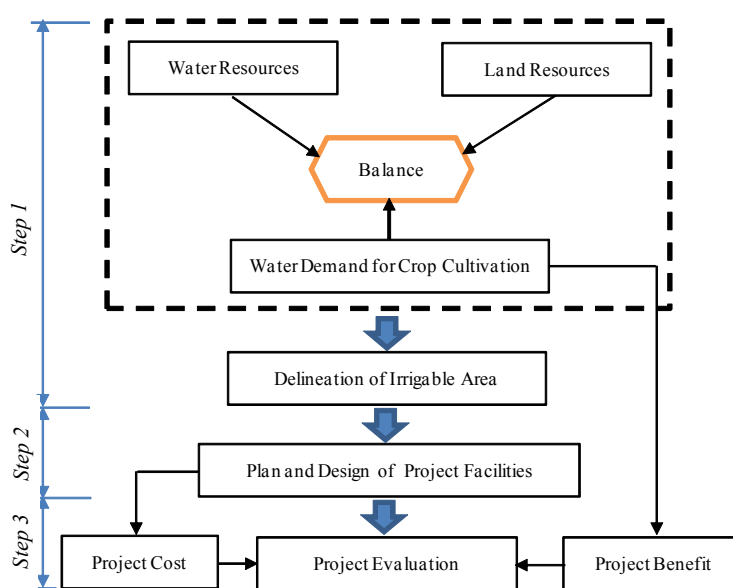 Water Resources
Land Resources
Balance
Water Demand for Crop Cultivation
Step 1
Delineation of Irrigable Area
Step 2
Plan and Design of Project Facilities
Step 3
Project Cost
Project Evaluation
Project Benefit